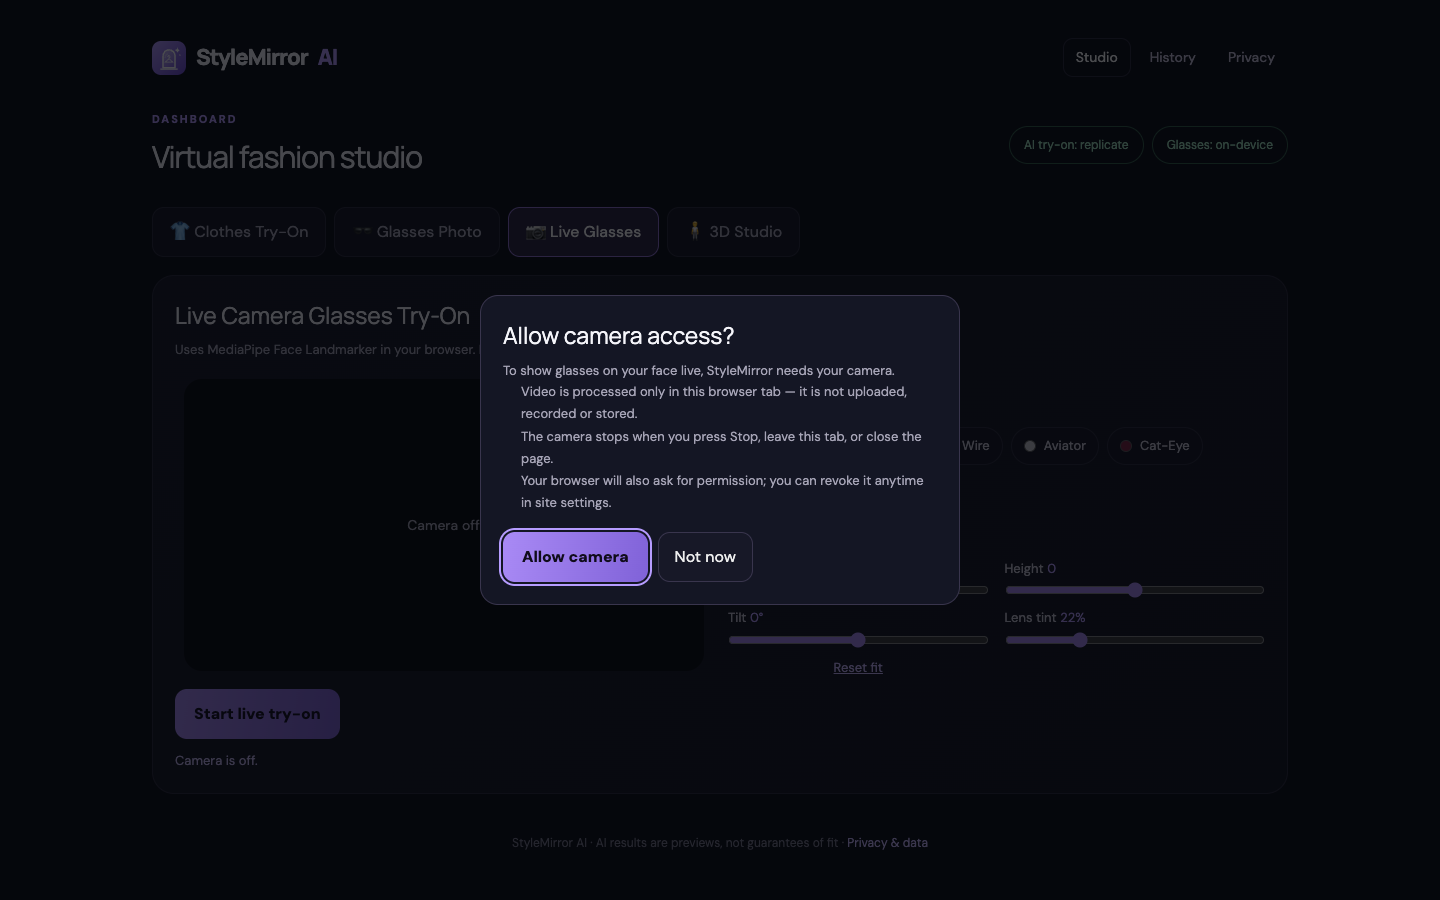 StyleMirror AI
Studio
History
Privacy
DASHBOARD
Virtual fashion studio
AI try-on: replicate
Glasses: on-device
Clothes Try-On
Glasses Photo
Live Glasses
3D Studio
Live Camera Glasses Try-On
Uses MediaPipe Face Landmarker in your browser.
Camera off
Allow camera access?
To show glasses on your face live, StyleMirror needs your camera.
Video is processed only in this browser tab — it is not uploaded,
recorded or stored.
The camera stops when you press Stop, leave this tab, or close the
page.
Your browser will also ask for permission; you can revoke it anytime
in site settings.
Allow camera
Not now
Wire
Aviator
Cat-Eye
Height 0
Tilt 0°
Lens tint 22%
Reset fit
Start live try-on
Camera is off.
StyleMirror AI · AI results are previews, not guarantees of fit · Privacy & data